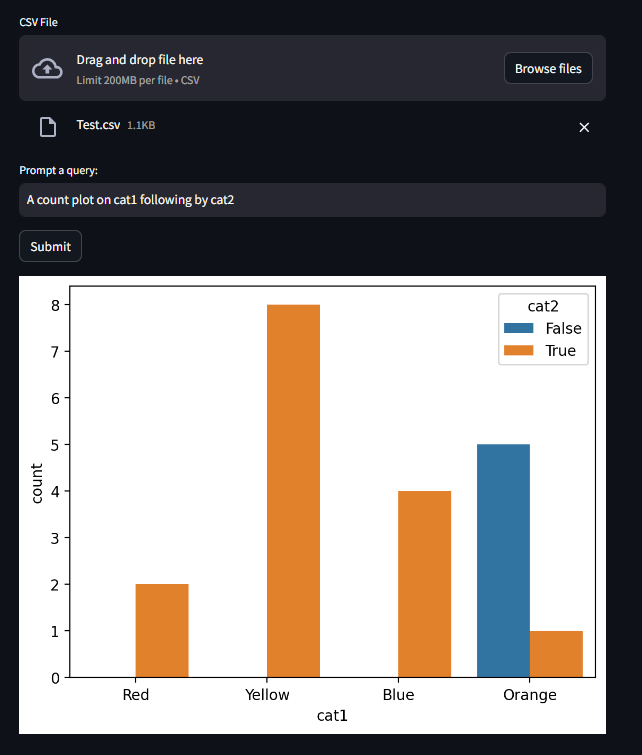 CSV File
Drag and drop file here
Limit 200MB per file • CSV
Browse files
Test.csv 1.1KB
Prompt a query:
A count plot on cat1 following by cat2
Submit
cat2
False
True
8
7
6
5
4
3
2
1
0
count
Red Yellow Blue Orange
cat1